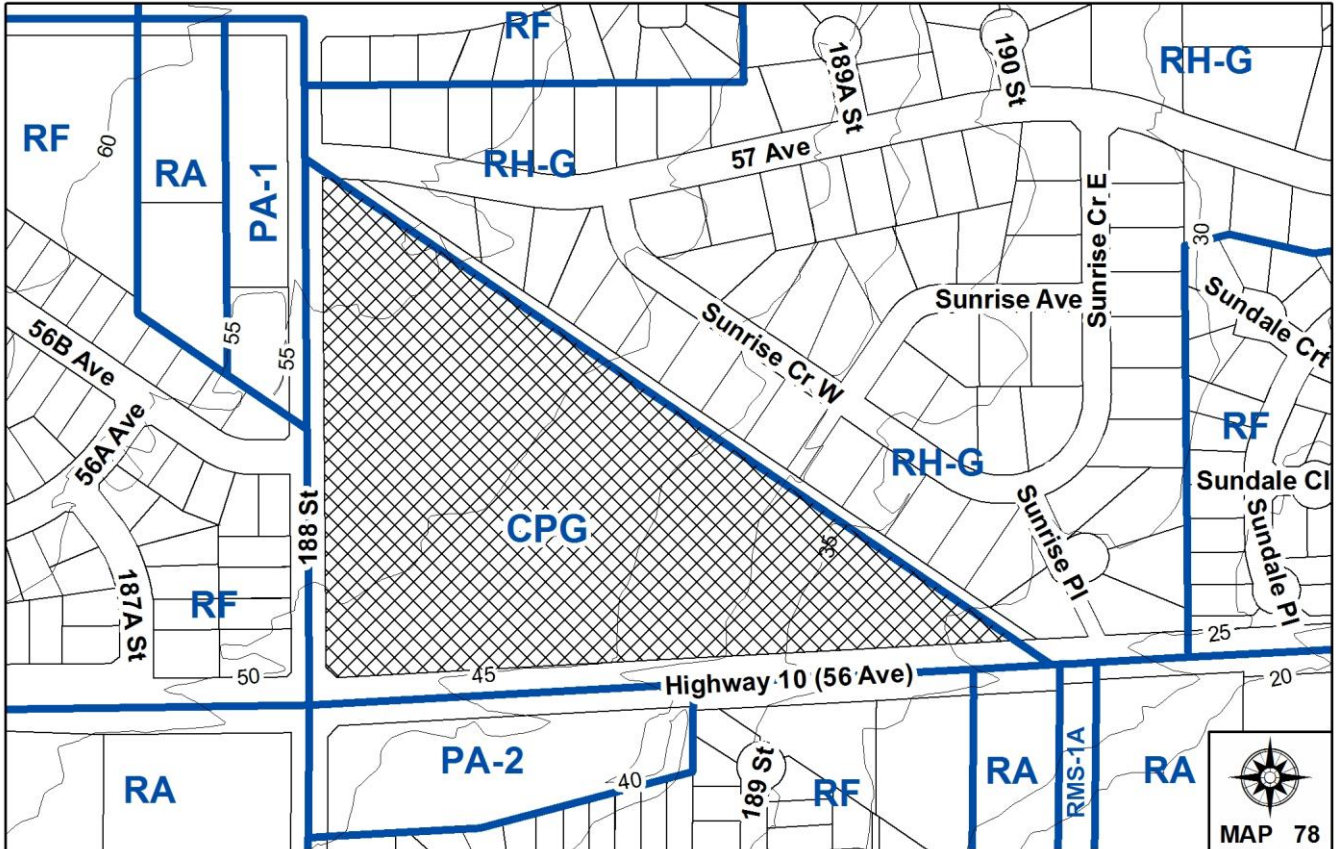 RF
189A St
190 St
RH-G
RF
60
RA
PA-1
RH-G
57 Ave
Sunrise Cr E
30
56B Ave
55
55
Sunrise Cr W
Sunrise Ave
Sundale Crt
56A Ave
188 St
CPG
RH-G
RF
Sundale Cl
35
Sunrise Pl
Sundale Pl
187A St
RF
50
45
Highway 10 (56 Ave)
25
20
RA
PA-2
40
189 St
RF
RA
RMS-1A
RA
MAP 78